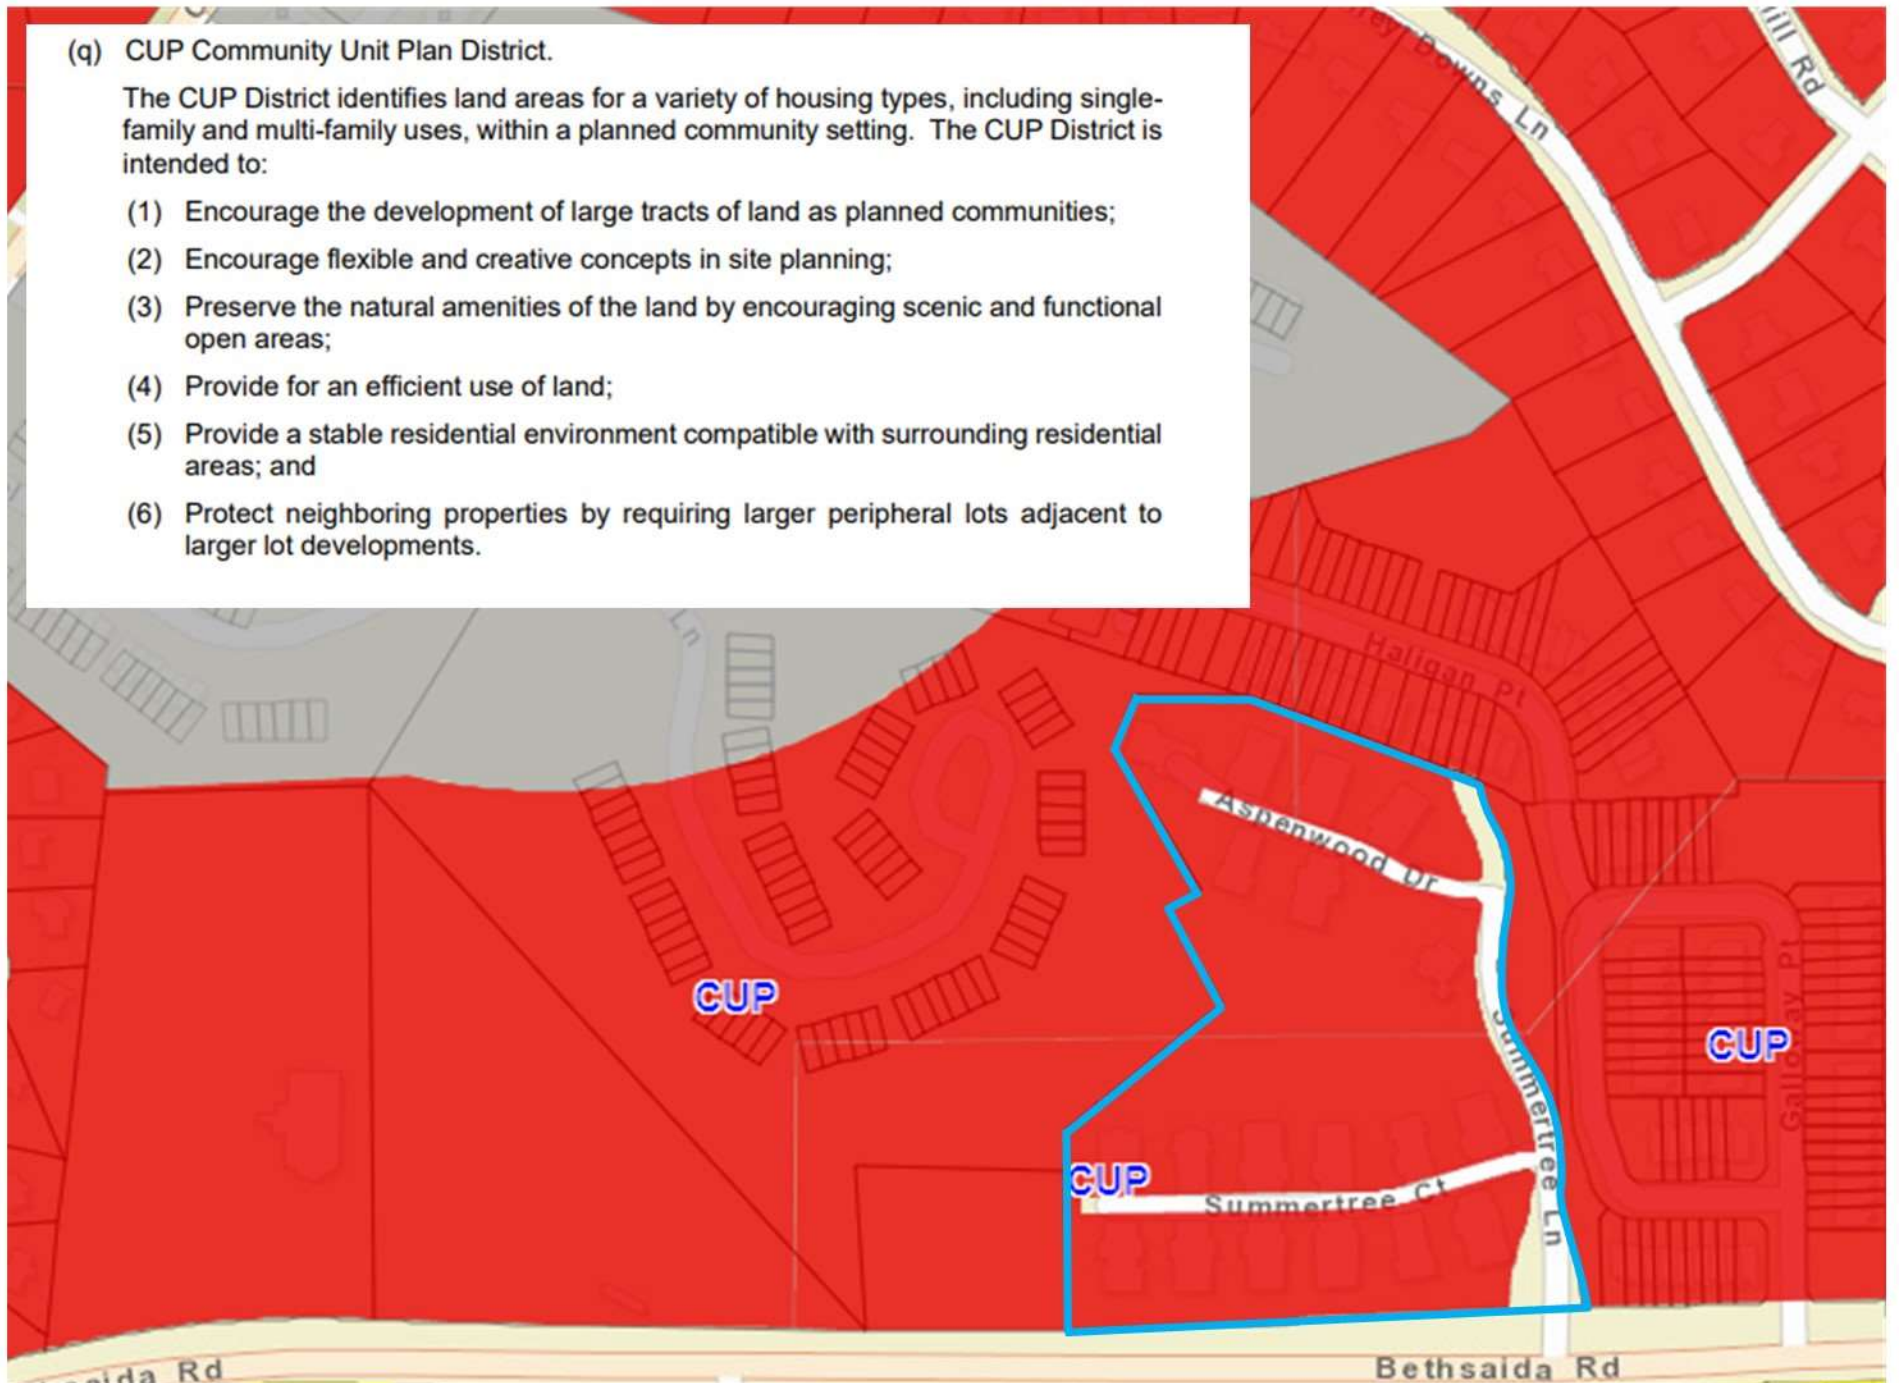 (q) CUP Community Unit Plan District.
The CUP District identifies land areas for a variety of housing types, including single-
family and multi-family uses, within a planned community setting. The CUP District is
intended to:
(1) Encourage the development of large tracts of land as planned communities;
(2) Encourage flexible and creative concepts in site planning;
(3) Preserve the natural amenities of the land by encouraging scenic and functional
open areas;
(4) Provide for an efficient use of land;
(5) Provide a stable residential environment compatible with surrounding residential
areas; and
(6) Protect neighboring properties by requiring larger peripheral lots adjacent to
larger lot developments.
Downs Ln
Rd
Ln
Haligan Pt
Aspenwood Dr
CUP
Summertree Ln
CUP
Galloway Pt
CUP
Summertree Ct
Rd
Bethsaida Rd